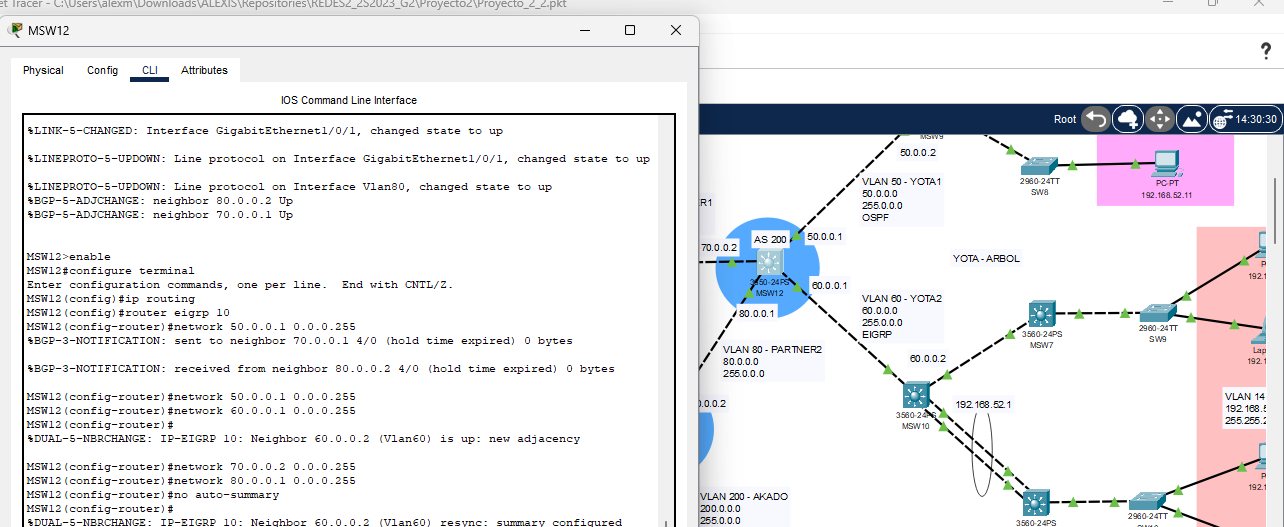 et Tracer - C:\Users\alexm\Downloads\ALEXIS\Repositories\REDES2_2S2023_G2\Proyecto2\Proyecto_2_2.pkt
MSW12
Physical Config CLI Attributes
IOS Command Line Interface
%LINK-5-CHANGED: Interface GigabitEthernet1/0/1, changed state to up
%LINEPROTO-5-UPDOWN: Line protocol on Interface GigabitEthernet1/0/1, changed state to up
%LINEPROTO-5-UPDOWN: Line protocol on Interface Vlan80, changed state to up
%BGP-5-ADJCHANGE: neighbor 80.0.0.2 Up
%BGP-5-ADJCHANGE: neighbor 70.0.0.1 Up
MSW12>enable
MSW12#configure terminal
Enter configuration commands, one per line.  End with CNTL/Z.
MSW12(config)#ip routing
MSW12(config)#router eigrp 10
MSW12(config-router)#network 50.0.0.1 0.0.0.255
%BGP-3-NOTIFICATION: sent to neighbor 70.0.0.1 4/0 (hold time expired) 0 bytes
%BGP-3-NOTIFICATION: received from neighbor 80.0.0.2 4/0 (hold time expired) 0 bytes
MSW12(config-router)#network 50.0.0.1 0.0.0.255
MSW12(config-router)#network 60.0.0.1 0.0.0.255
MSW12(config-router)#
%DUAL-5-NBRCHANGE: IP-EIGRP 10: Neighbor 60.0.0.2 (Vlan60) is up: new adjacency
MSW12(config-router)#network 70.0.0.2 0.0.0.255
MSW12(config-router)#network 80.0.0.1 0.0.0.255
MSW12(config-router)#no auto-summary
MSW12(config-router)#
%DUAL-5-NBRCHANGE: IP-EIGRP 10: Neighbor 60.0.0.2 (Vlan60) resync: summary configured
?
Root
14:30:30
MSW9
50.0.0.2
2960-24TT
SW8
PC-PT
192.168.52.11
VLAN 50 - YOTA1
50.0.0.0
255.0.0.0
OSPF
R1
AS 200
50.0.0.1
70.0.0.2
3650-24PS
MSW12
60.0.0.1
80.0.0.1
YOTA - ARBOL
VLAN 60 - YOTA2
60.0.0.0
255.0.0.0
EIGRP
P
192.1
3560-24PS
MSW7
2960-24TT
SW9
Lap
192.1
VLAN 80 - PARTNER2
80.0.0.0
255.0.0.0
60.0.0.2
3560-24PS
MSW10
192.168.52.1
VLAN 14
192.168.5
255.255.2
0.0.2
P
192.1
VLAN 200 - AKADO
200.0.0.0
255.0.0.0
3560-24PS
2960-24TT